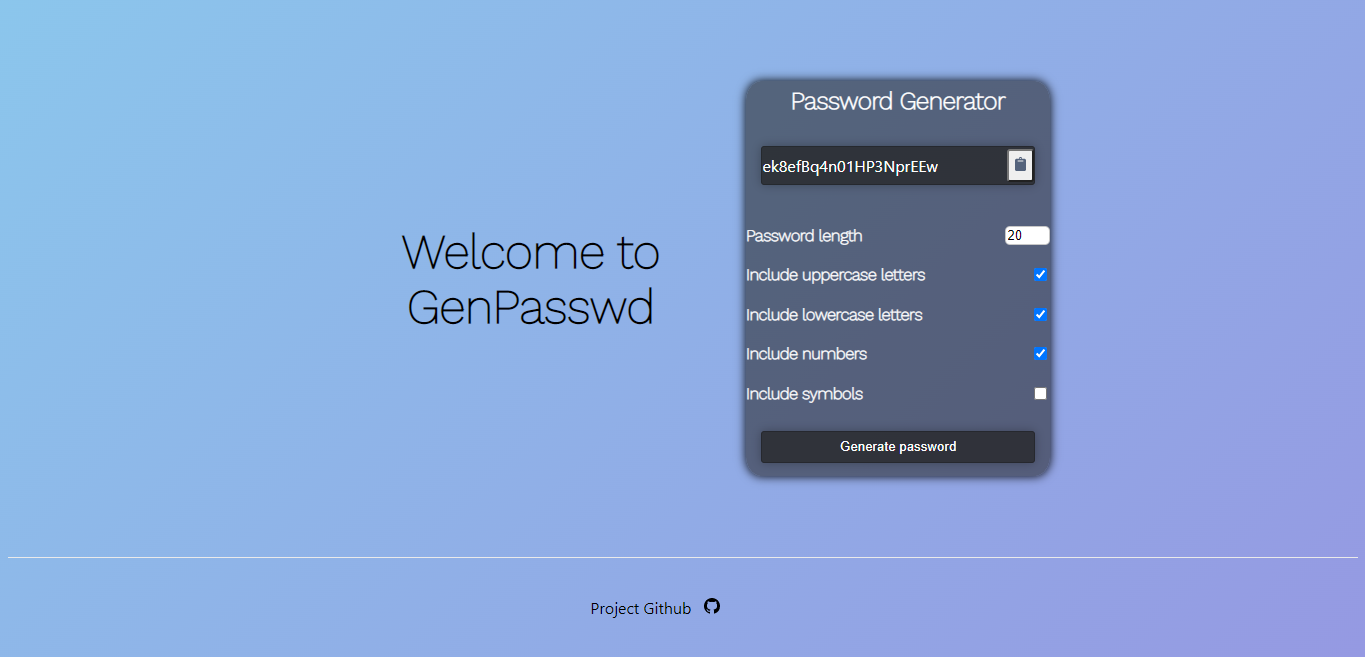 Welcome to
GenPasswd
Password Generator
ek8efBq4n01HP3NprEEw
Password length
20
Include uppercase letters
Include lowercase letters
Include numbers
Include symbols
Generate password
Project Github